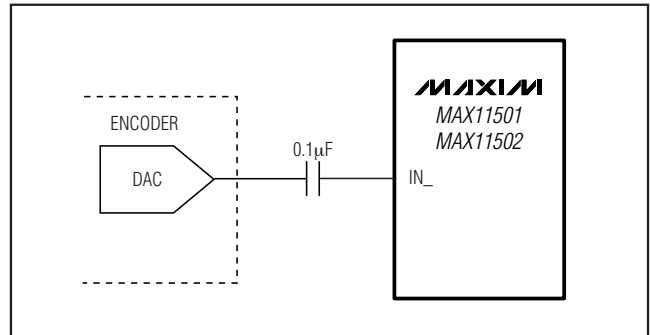 MAXIM
MAX11501
MAX11502
ENCODER
DAC
0.1µF
IN_